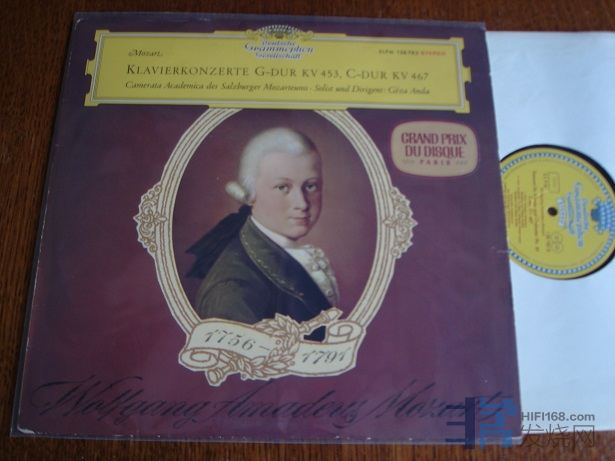 Deutsche
Grammophon
Gesellschaft
Mozart
SLPM 138783 STEREO
KLAVIERKONZERTE G-DUR KV 453, C-DUR KV 467
Camerata Academica des Salzburger Mozarteums · Solist und Dirigent: Géza Anda
GRAND PRIX
DU DISQUE
PARIS
1756 –
1791
Wolfgang Amadeus Mozart
HIFI168.com
发烧网